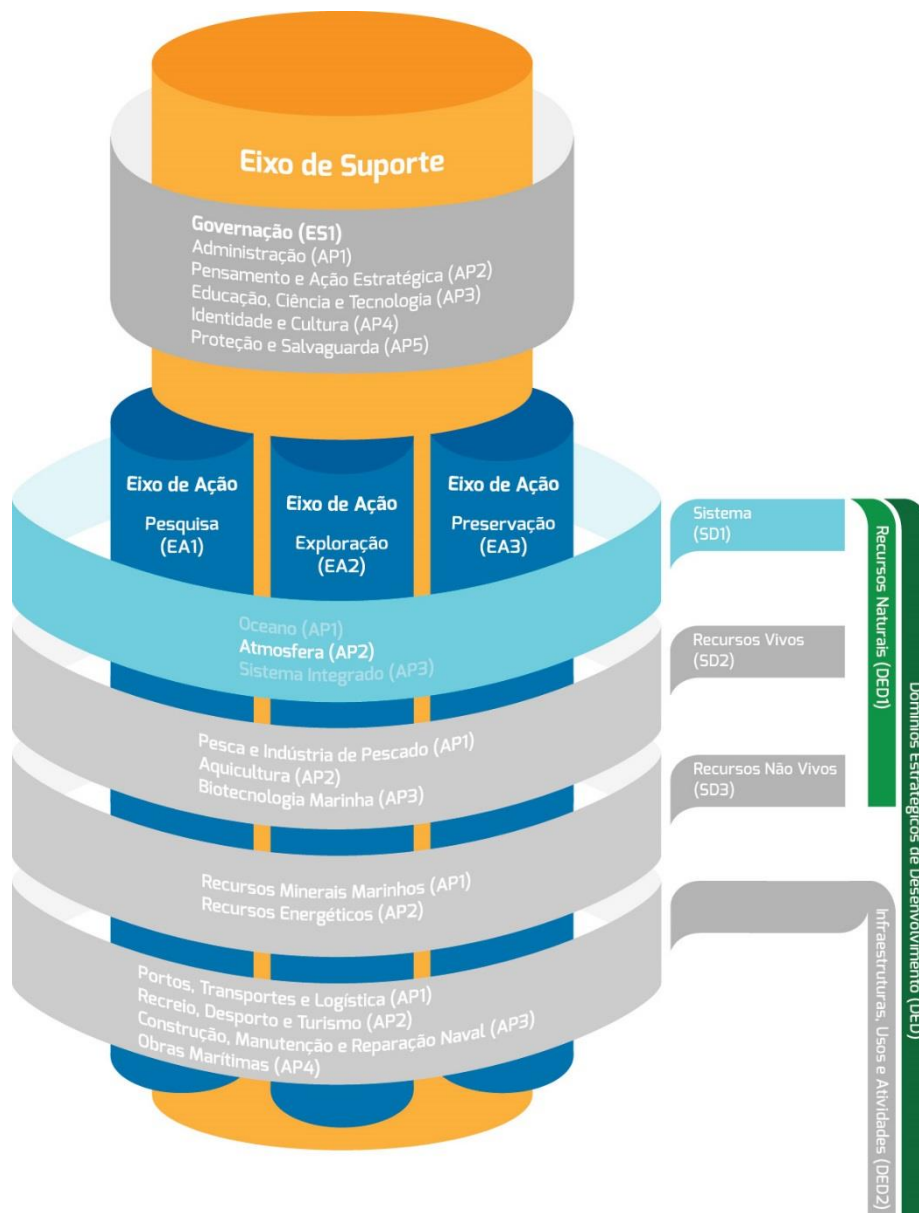 Eixo de Suporte
Governação (ES1)
Administração (AP1)
Pensamento e Ação Estratégica (AP2)
Educação, Ciência e Tecnologia (AP3)
Identidade e Cultura (AP4)
Proteção e Salvaguarda (AP5)
Eixo de Ação
Pesquisa
(EA1)
Eixo de Ação
Exploração
(EA2)
Eixo de Ação
Preservação
(EA3)
Oceano (AP1)
Atmosfera (AP2)
Sistema Integrado (AP3)
Pesca e Indústria de Pescado (AP1)
Aquicultura (AP2)
Biotecnologia Marinha (AP3)
Recursos Minerais Marinhos (AP1)
Recursos Energéticos (AP2)
Portos, Transportes e Logística (AP1)
Recreio, Desporto e Turismo (AP2)
Construção, Manutenção e Reparação Naval (AP3)
Obras Marítimas (AP4)
Sistema
(SD1)
Recursos Vivos
(SD2)
Recursos Não Vivos
(SD3)
Recursos Naturais (DED1)
Infraestruturas, Usos e Atividades (DED2)
Domínios Estratégicos de Desenvolvimento (DED)